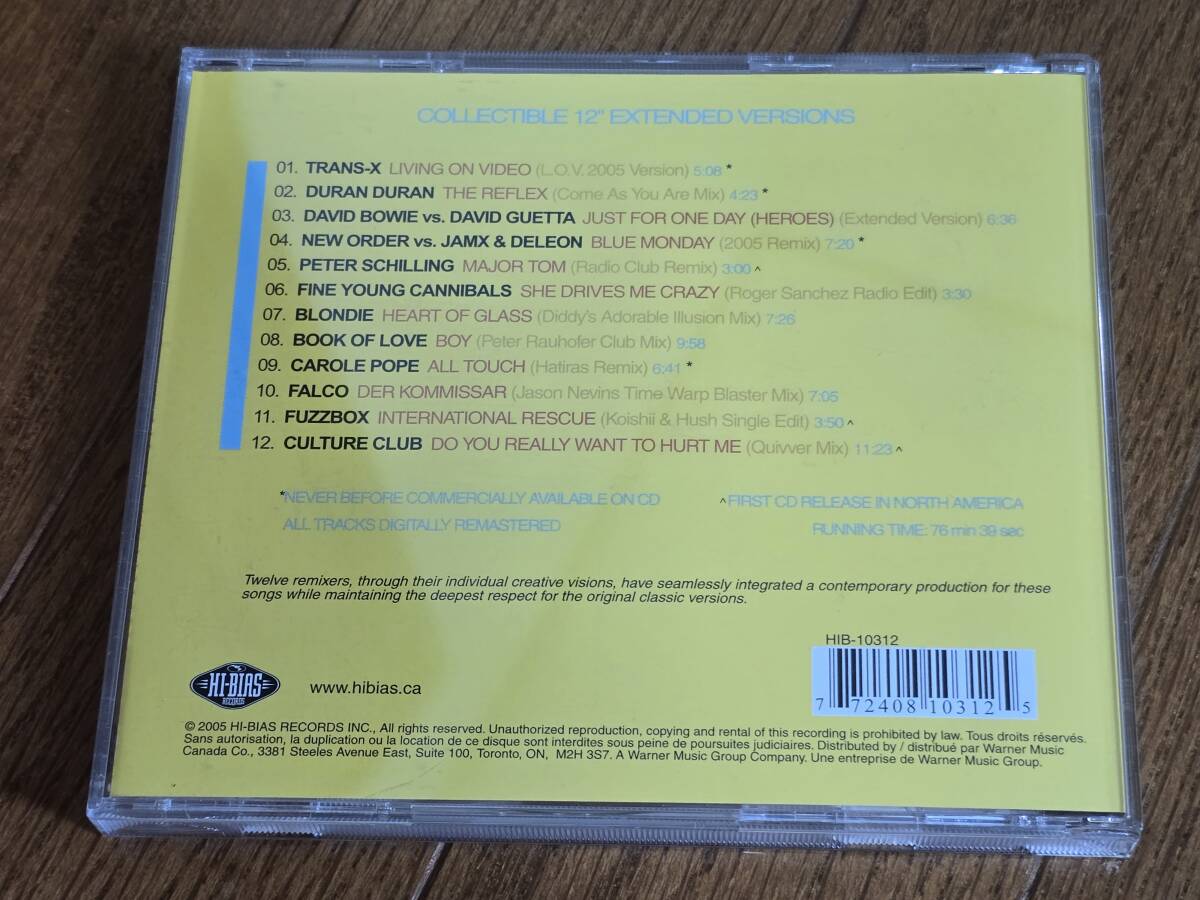 COLLECTIBLE 12" EXTENDED VERSIONS
01. TRANS-X LIVING ON VIDEO (L.O.V. 2005 Version) 5:08 *
02. DURAN DURAN THE REFLEX (Come As You Are Mix) 4:23 *
03. DAVID BOWIE vs. DAVID GUETTA JUST FOR ONE DAY (HEROES) (Extended Version) 6:36
04. NEW ORDER vs. JAMX & DELEON BLUE MONDAY (2005 Remix) 7:20 *
05. PETER SCHILLING MAJOR TOM (Radio Club Remix) 3:00 ^
06. FINE YOUNG CANNIBALS SHE DRIVES ME CRAZY (Roger Sanchez Radio Edit) 3:30
07. BLONDIE HEART OF GLASS (Diddy's Adorable Illusion Mix) 7:26
08. BOOK OF LOVE BOY (Peter Rauhofer Club Mix) 9:58
09. CAROLE POPE ALL TOUCH (Hatiras Remix) 6:41 *
10. FALCO DER KOMMISSAR (Jason Nevins Time Warp Blaster Mix) 7:05
11. FUZZBOX INTERNATIONAL RESCUE (Koishii & Hush Single Edit) 3:50 ^
12. CULTURE CLUB DO YOU REALLY WANT TO HURT ME (Quivver Mix) 11:23 ^
*NEVER BEFORE COMMERCIALLY AVAILABLE ON CD ^FIRST CD RELEASE IN NORTH AMERICA
ALL TRACKS DIGITALLY REMASTERED RUNNING TIME: 76 min 39 sec
Twelve remixers, through their individual creative visions, have seamlessly integrated a contemporary production for these
songs while maintaining the deepest respect for the original classic versions.
HIB-10312
7 72408 10312 5
HI-BIAS
RECORDS
www.hibias.ca
© 2005 HI-BIAS RECORDS INC., All rights reserved. Unauthorized reproduction, copying and rental of this recording is prohibited by law. Tous droits réservés.
Sans autorisation, la duplication ou la location de ce disque sont interdites sous peine de poursuites judiciaires. Distributed by / distribué par Warner Music
Canada Co., 3381 Steeles Avenue East, Suite 100, Toronto, ON, M2H 3S7. A Warner Music Group Company. Une entreprise de Warner Music Group.